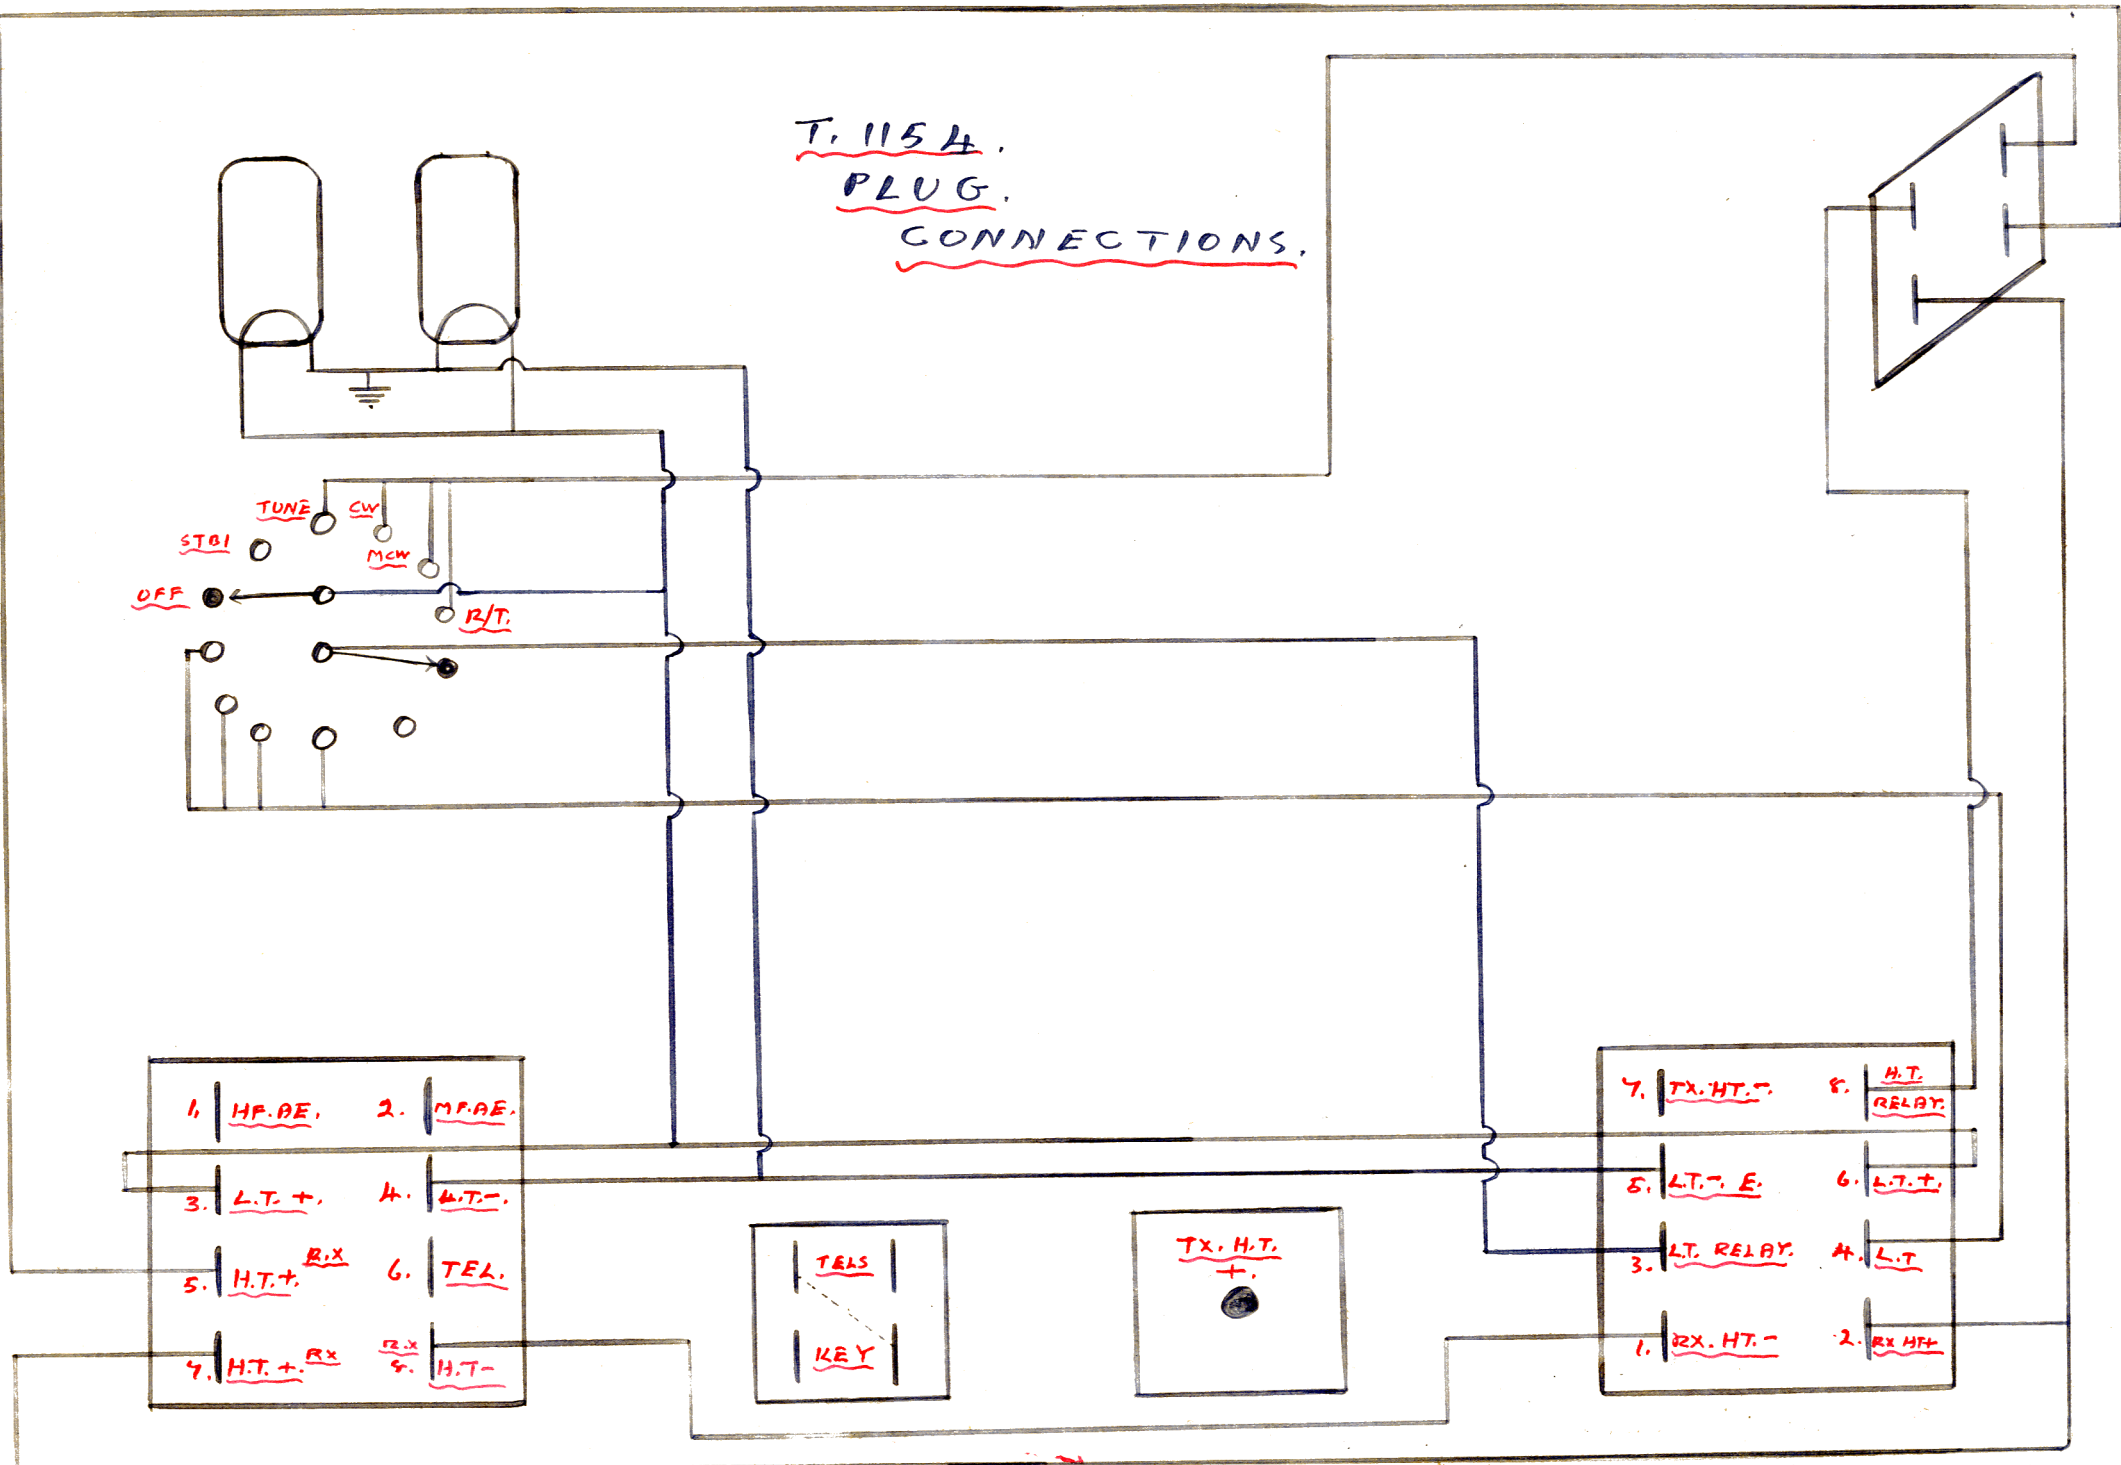 T. 1154.
PLUG.
CONNECTIONS.
TUNE
CW
STBI
MCW
OFF
R/T.
1. HF.AE.
2. MF.AE.
3. L.T. +.
4. L.T.-.
5. H.T.+. R.X
6. TEL.
7. H.T. +. RX
R.X
8. H.T-
TELS
KEY
TX. H.T.
+.
7. TX.HT.-.
8. H.T.
RELAY.
5. L.T.-. E.
6. L.T.+.
3. L.T. RELAY.
4. L.T
1. RX. HT.-
2. RX HT+